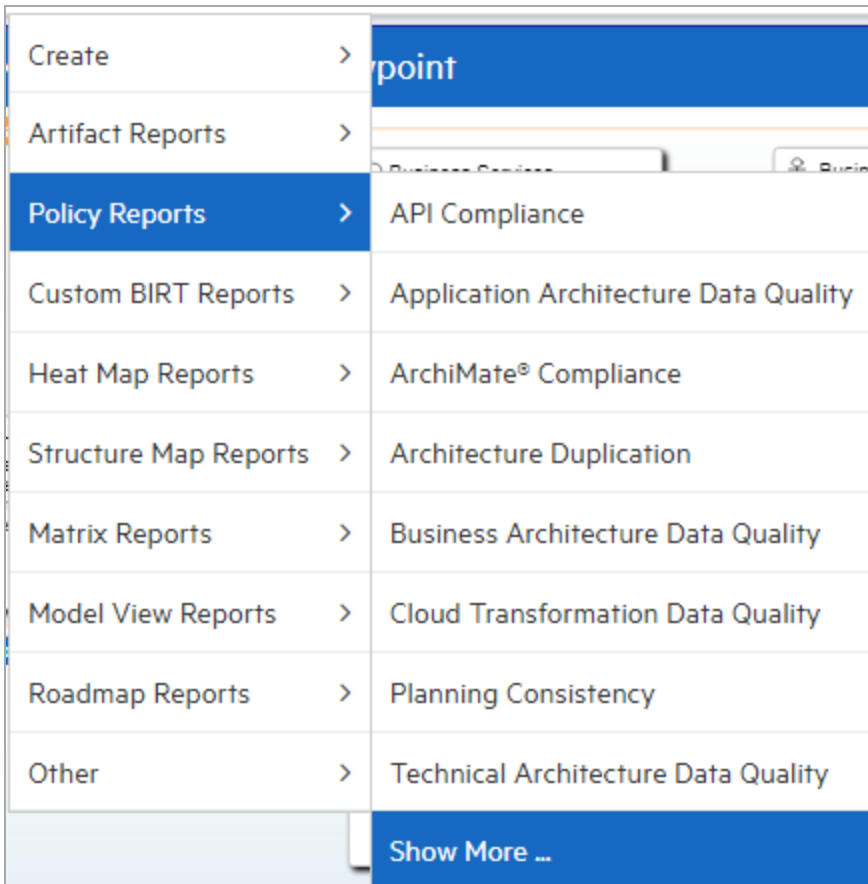 Create
ypoint
Artifact Reports
Business Services
Policy Reports
API Compliance
Custom BIRT Reports
Application Architecture Data Quality
Heat Map Reports
ArchiMate® Compliance
Structure Map Reports
Architecture Duplication
Matrix Reports
Business Architecture Data Quality
Model View Reports
Cloud Transformation Data Quality
Roadmap Reports
Planning Consistency
Other
Technical Architecture Data Quality
Show More ...